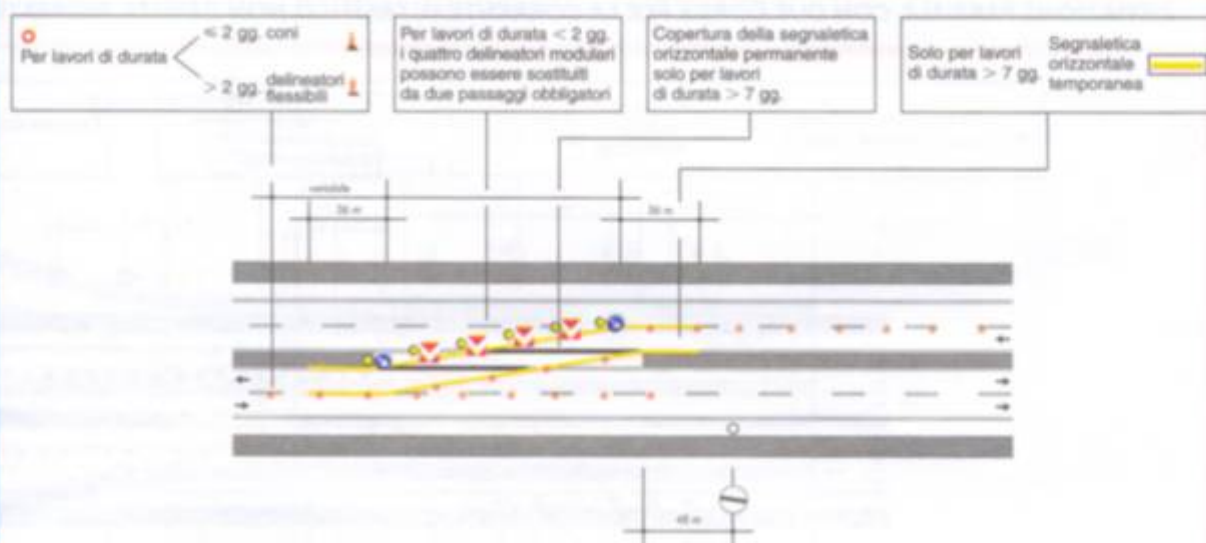 Per lavori di durata
≤ 2 gg. coni
> 2 gg. delineatori
flessibili
Per lavori di durata < 2 gg.
i quattro delineatori modulari
possono essere sostituiti
da due passaggi obbligatori
Copertura della segnaletica
orizzontale permanente
solo per lavori
di durata > 7 gg.
Solo per lavori
di durata > 7 gg.
Segnaletica
orizzontale
temporanea
variabile
36 m
36 m
48 m